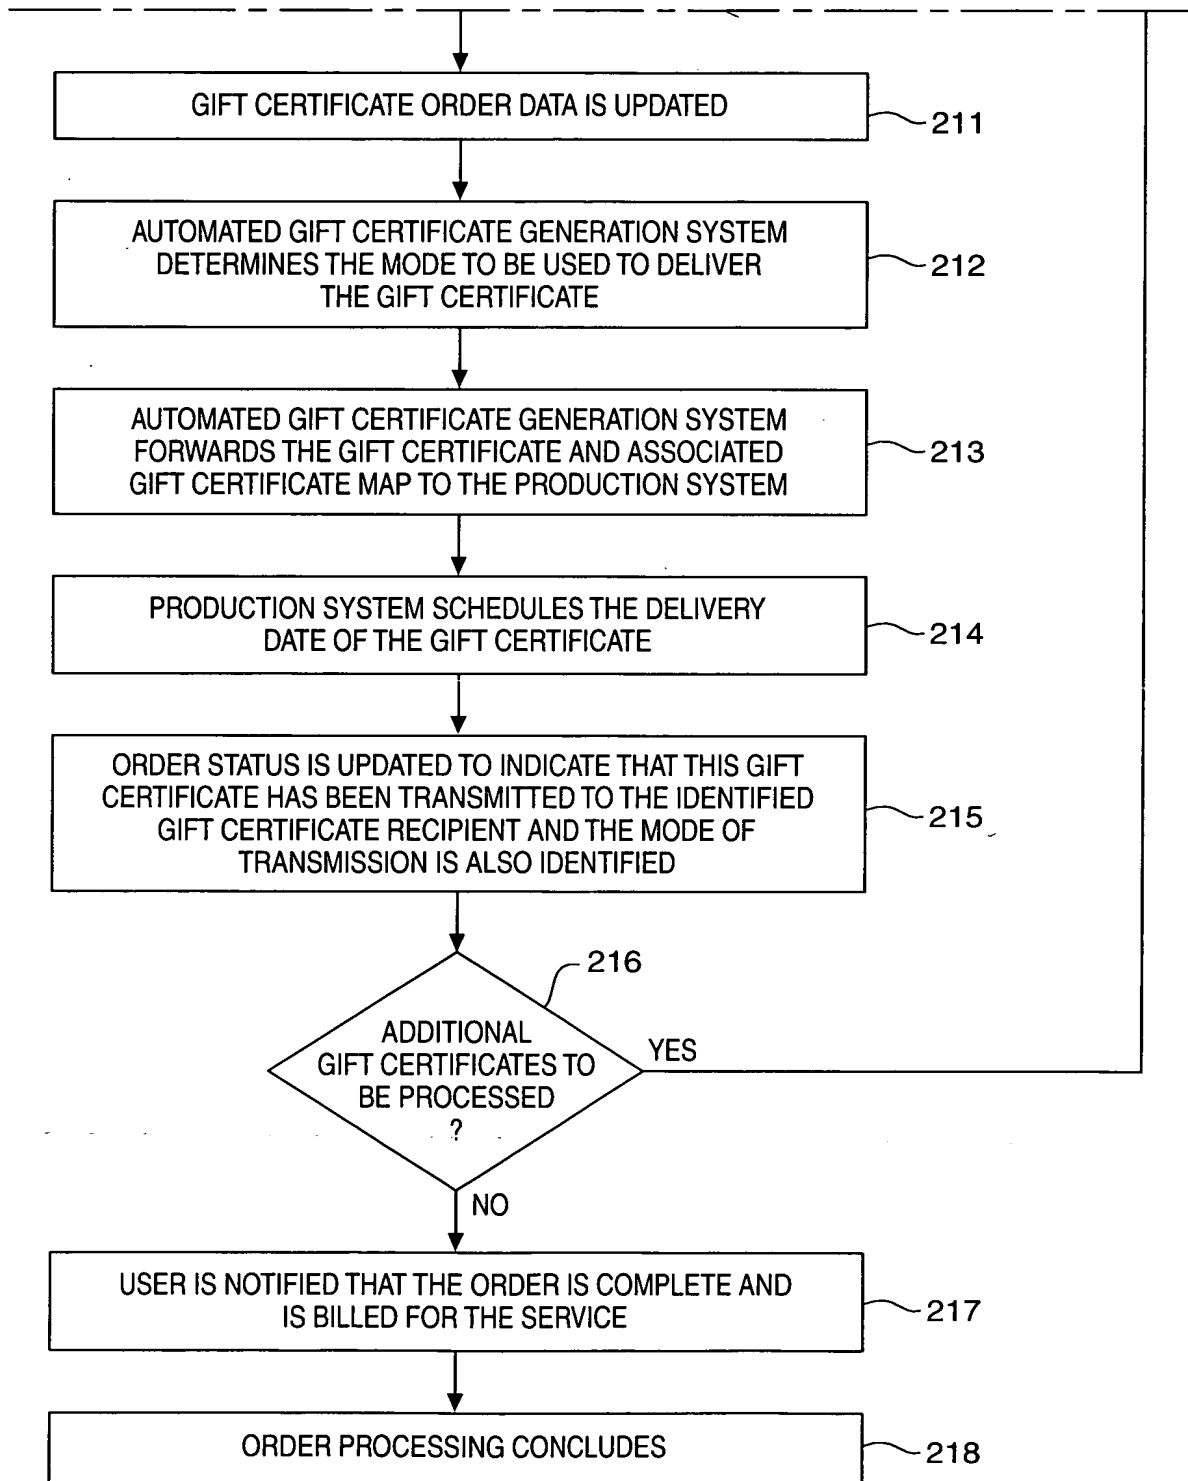 GIFT CERTIFICATE ORDER DATA IS UPDATED
211
AUTOMATED GIFT CERTIFICATE GENERATION SYSTEM
DETERMINES THE MODE TO BE USED TO DELIVER
THE GIFT CERTIFICATE
212
AUTOMATED GIFT CERTIFICATE GENERATION SYSTEM
FORWARDS THE GIFT CERTIFICATE AND ASSOCIATED
GIFT CERTIFICATE MAP TO THE PRODUCTION SYSTEM
213
PRODUCTION SYSTEM SCHEDULES THE DELIVERY
DATE OF THE GIFT CERTIFICATE
214
ORDER STATUS IS UPDATED TO INDICATE THAT THIS GIFT
CERTIFICATE HAS BEEN TRANSMITTED TO THE IDENTIFIED
GIFT CERTIFICATE RECIPIENT AND THE MODE OF
TRANSMISSION IS ALSO IDENTIFIED
215
216
ADDITIONAL
GIFT CERTIFICATES TO
BE PROCESSED
?
YES
NO
USER IS NOTIFIED THAT THE ORDER IS COMPLETE AND
IS BILLED FOR THE SERVICE
217
ORDER PROCESSING CONCLUDES
218